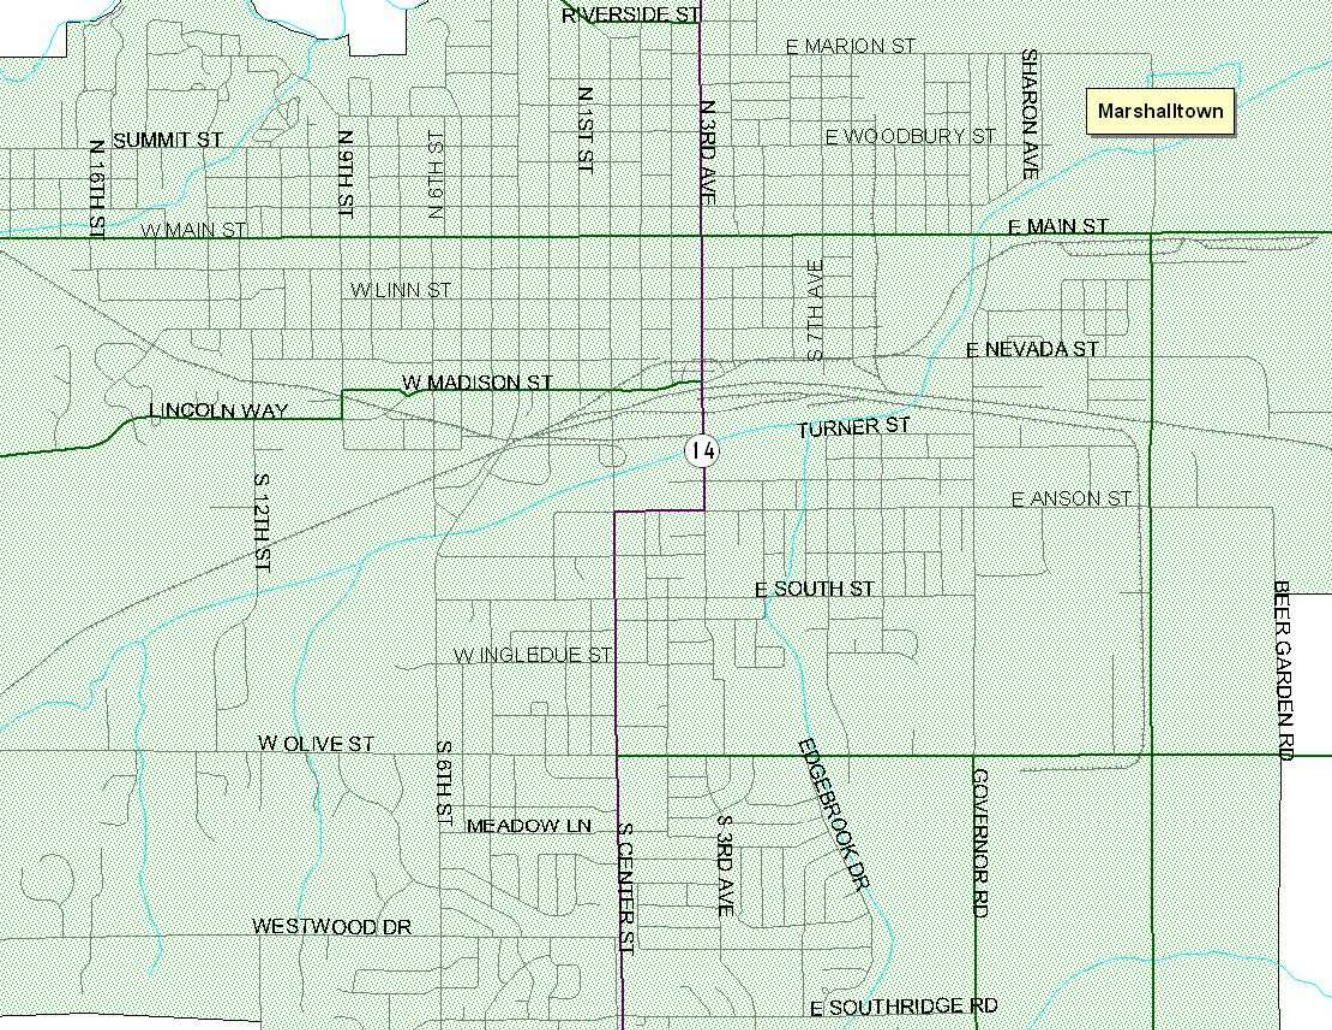 RIVERSIDE ST
E MARION ST
SHARON AVE
Marshalltown
N 1ST ST
N 3RD AVE
SUMMIT ST
N 16TH ST
N 9TH ST
N 6TH ST
E WOODBURY ST
W MAIN ST
E MAIN ST
W LINN ST
S 7TH AVE
E NEVADA ST
W MADISON ST
LINCOLN WAY
TURNER ST
14
S 12TH ST
E ANSON ST
E SOUTH ST
BEER GARDEN RD
W INGLEDUE ST
W OLIVE ST
S 6TH ST
EDGEBROOK DR
GOVERNOR RD
MEADOW LN
S CENTER ST
S 3RD AVE
WESTWOOD DR
E SOUTHRIDGE RD